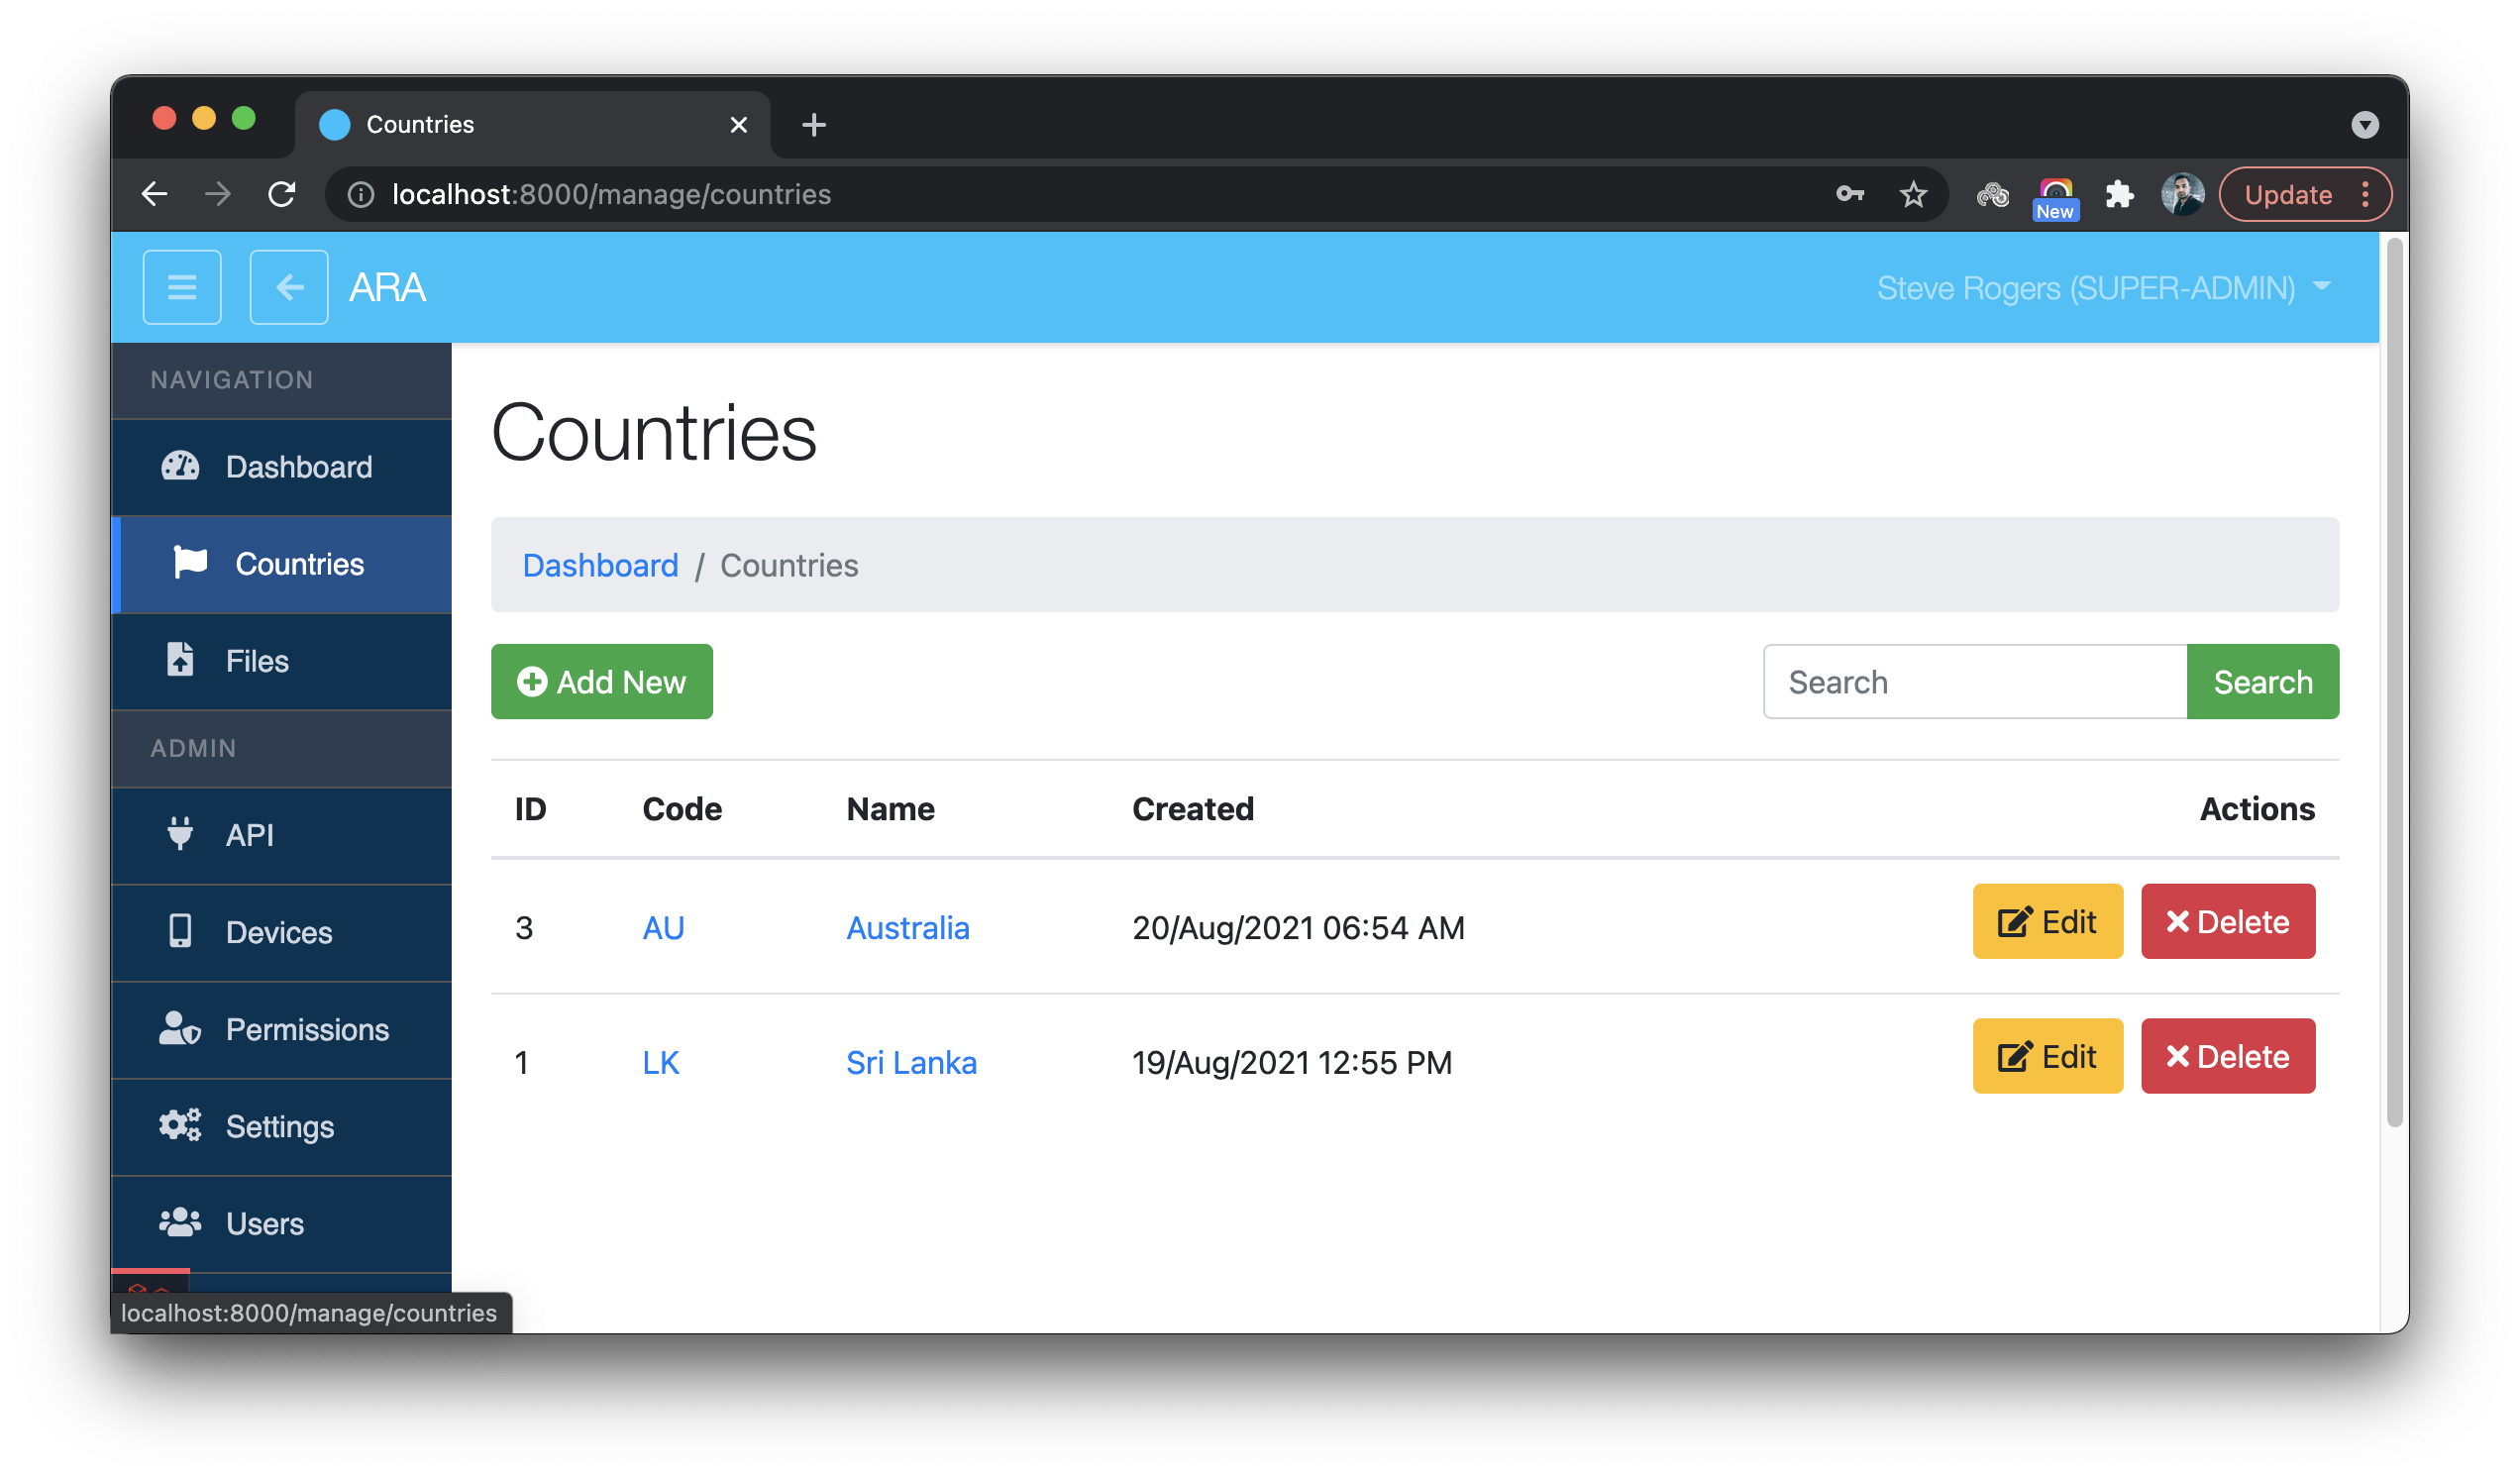 Countries
localhost:8000/manage/countries
New
Update
ARA
Steve Rogers (SUPER-ADMIN)
NAVIGATION
Dashboard
Countries
Files
ADMIN
API
Devices
Permissions
Settings
Users
Countries
Dashboard / Countries
Add New
Search
Search
ID Code Name Created Actions
3 AU Australia 20/Aug/2021 06:54 AM Edit Delete
1 LK Sri Lanka 19/Aug/2021 12:55 PM Edit Delete
localhost:8000/manage/countries